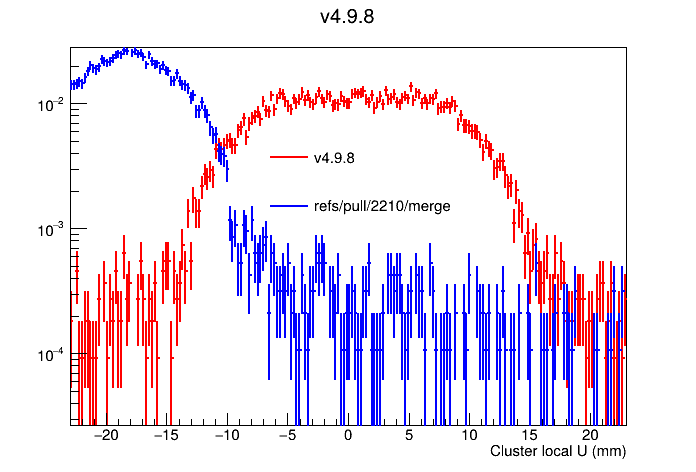 v4.9.8
10⁻²
v4.9.8
refs/pull/2210/merge
10⁻³
10⁻⁴
−20 −15 −10 −5 0 5 10 15 20
Cluster local U (mm)